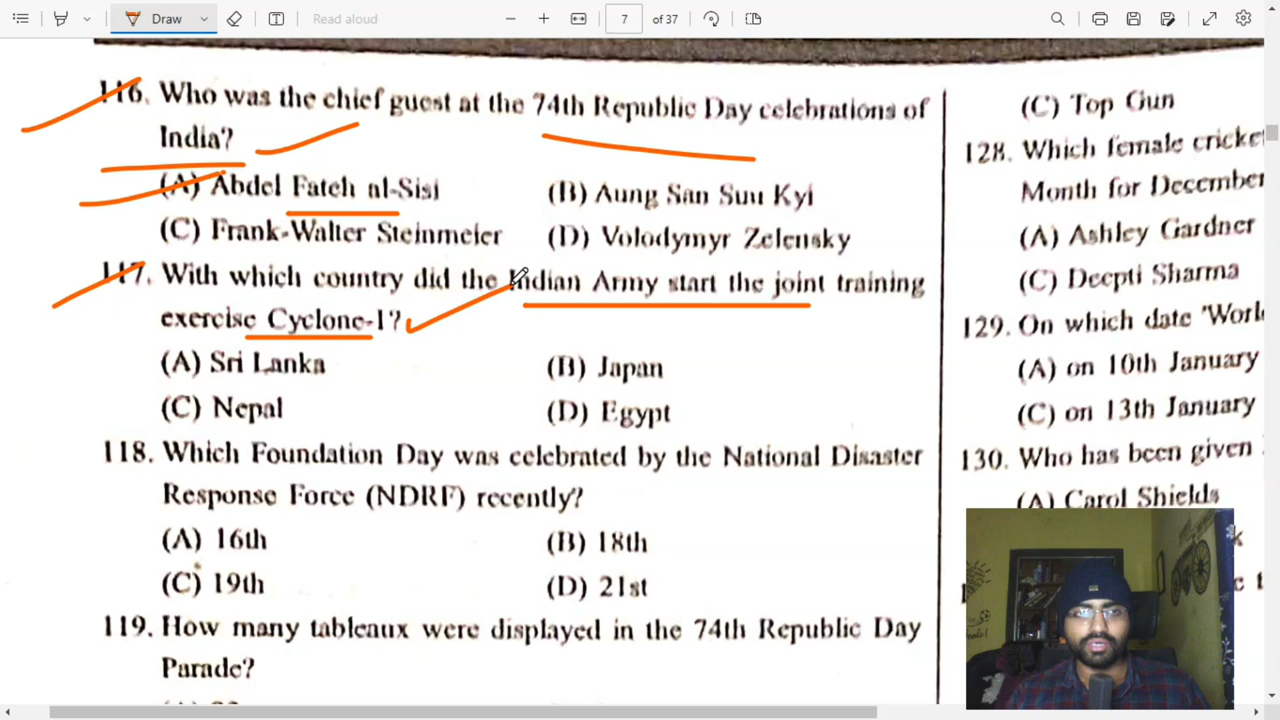 Draw
Read aloud
7
of 37
116. Who was the chief guest at the 74th Republic Day celebrations of
India?
(A) Abdel Fateh al-Sisi
(B) Aung San Suu Kyi
(C) Frank-Walter Steinmeier
(D) Volodymyr Zelensky
117. With which country did the Indian Army start the joint training
exercise Cyclone-1?
(A) Sri Lanka
(B) Japan
(C) Nepal
(D) Egypt
118. Which Foundation Day was celebrated by the National Disaster
Response Force (NDRF) recently?
(A) 16th
(B) 18th
(C) 19th
(D) 21st
119. How many tableaux were displayed in the 74th Republic Day
Parade?
(C) Top Gun
128. Which female cricket
Month for December
(A) Ashley Gardner
(C) Deepti Sharma
129. On which date 'Worl
(A) on 10th January
(C) on 13th January
130. Who has been given
(A) Carol Shields